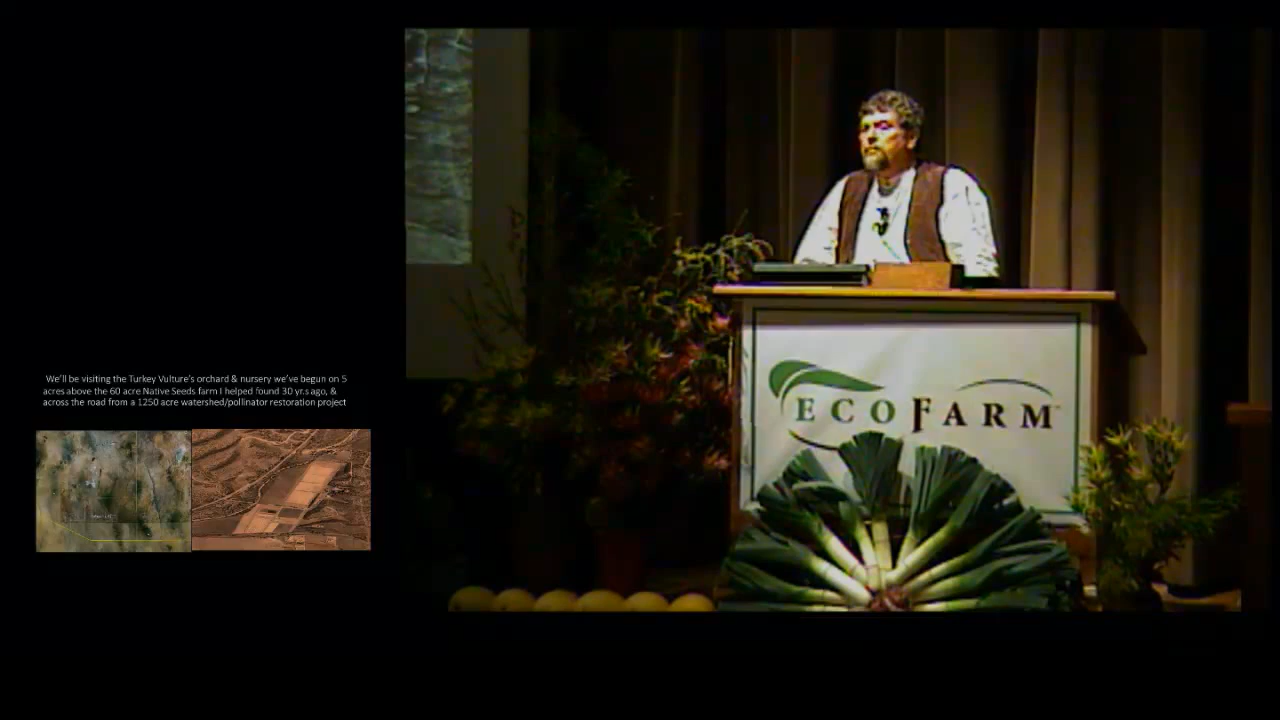 We'll be visiting the Turkey Vulture's orchard & nursery we've begun on 5
acres above the 60 acre Native Seeds farm I helped found 30 yr.s ago, &
across the road from a 1250 acre watershed/pollinator restoration project
ECOFARM